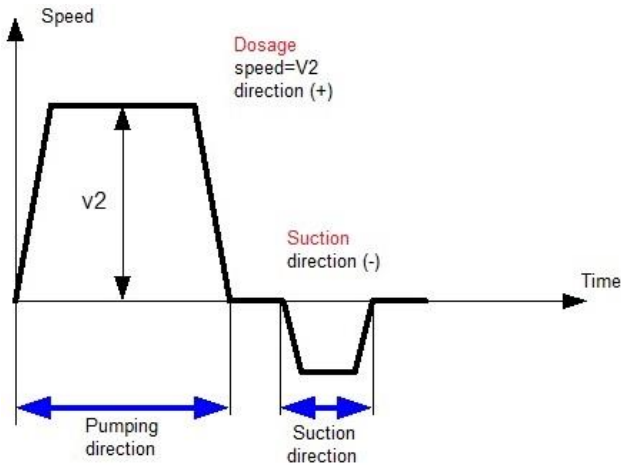 Speed
Dosage
speed=V2
direction (+)
v2
Suction
direction (-)
Time
Pumping
direction
Suction
direction